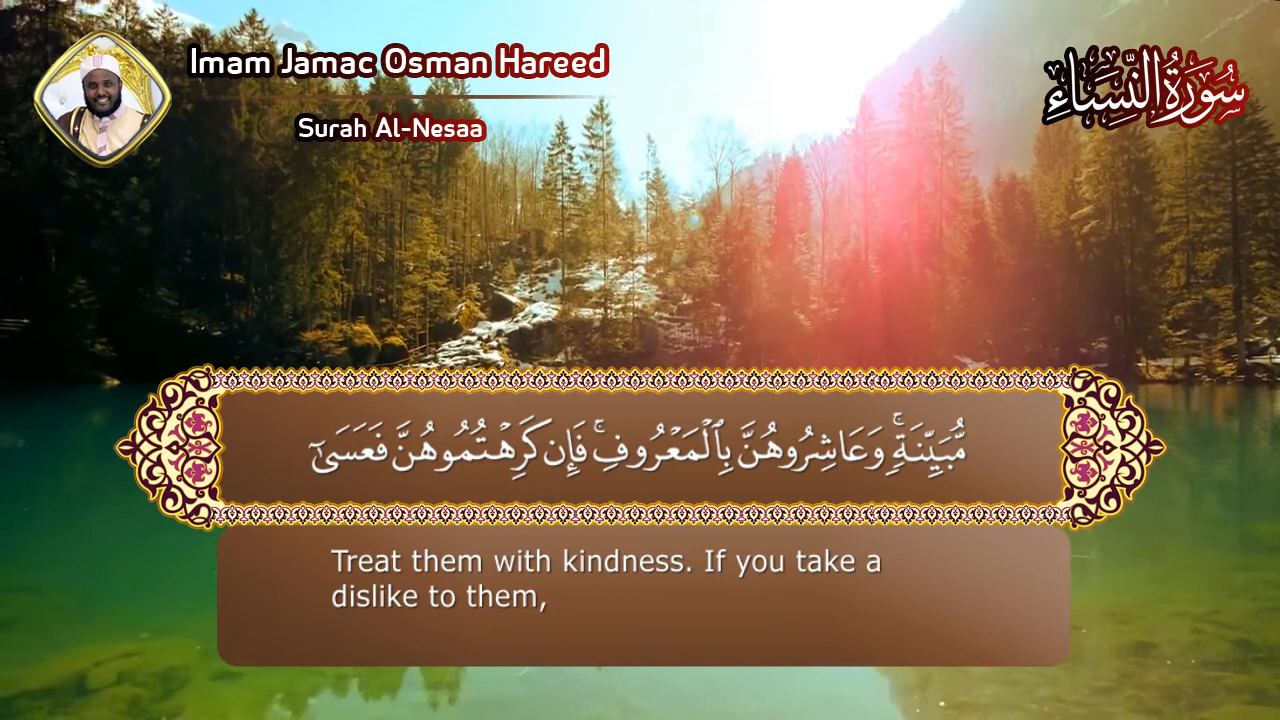 Imam Jamac Osman Hareed
سُورَةُ النِّسَاءِ
Surah Al-Nesaa
مُّبَيِّنَةٍۚ وَعَاشِرُوهُنَّ بِٱلْمَعْرُوفِۚ فَإِن كَرِهْتُمُوهُنَّ فَعَسَىٰٓ
Treat them with kindness. If you take a
dislike to them,